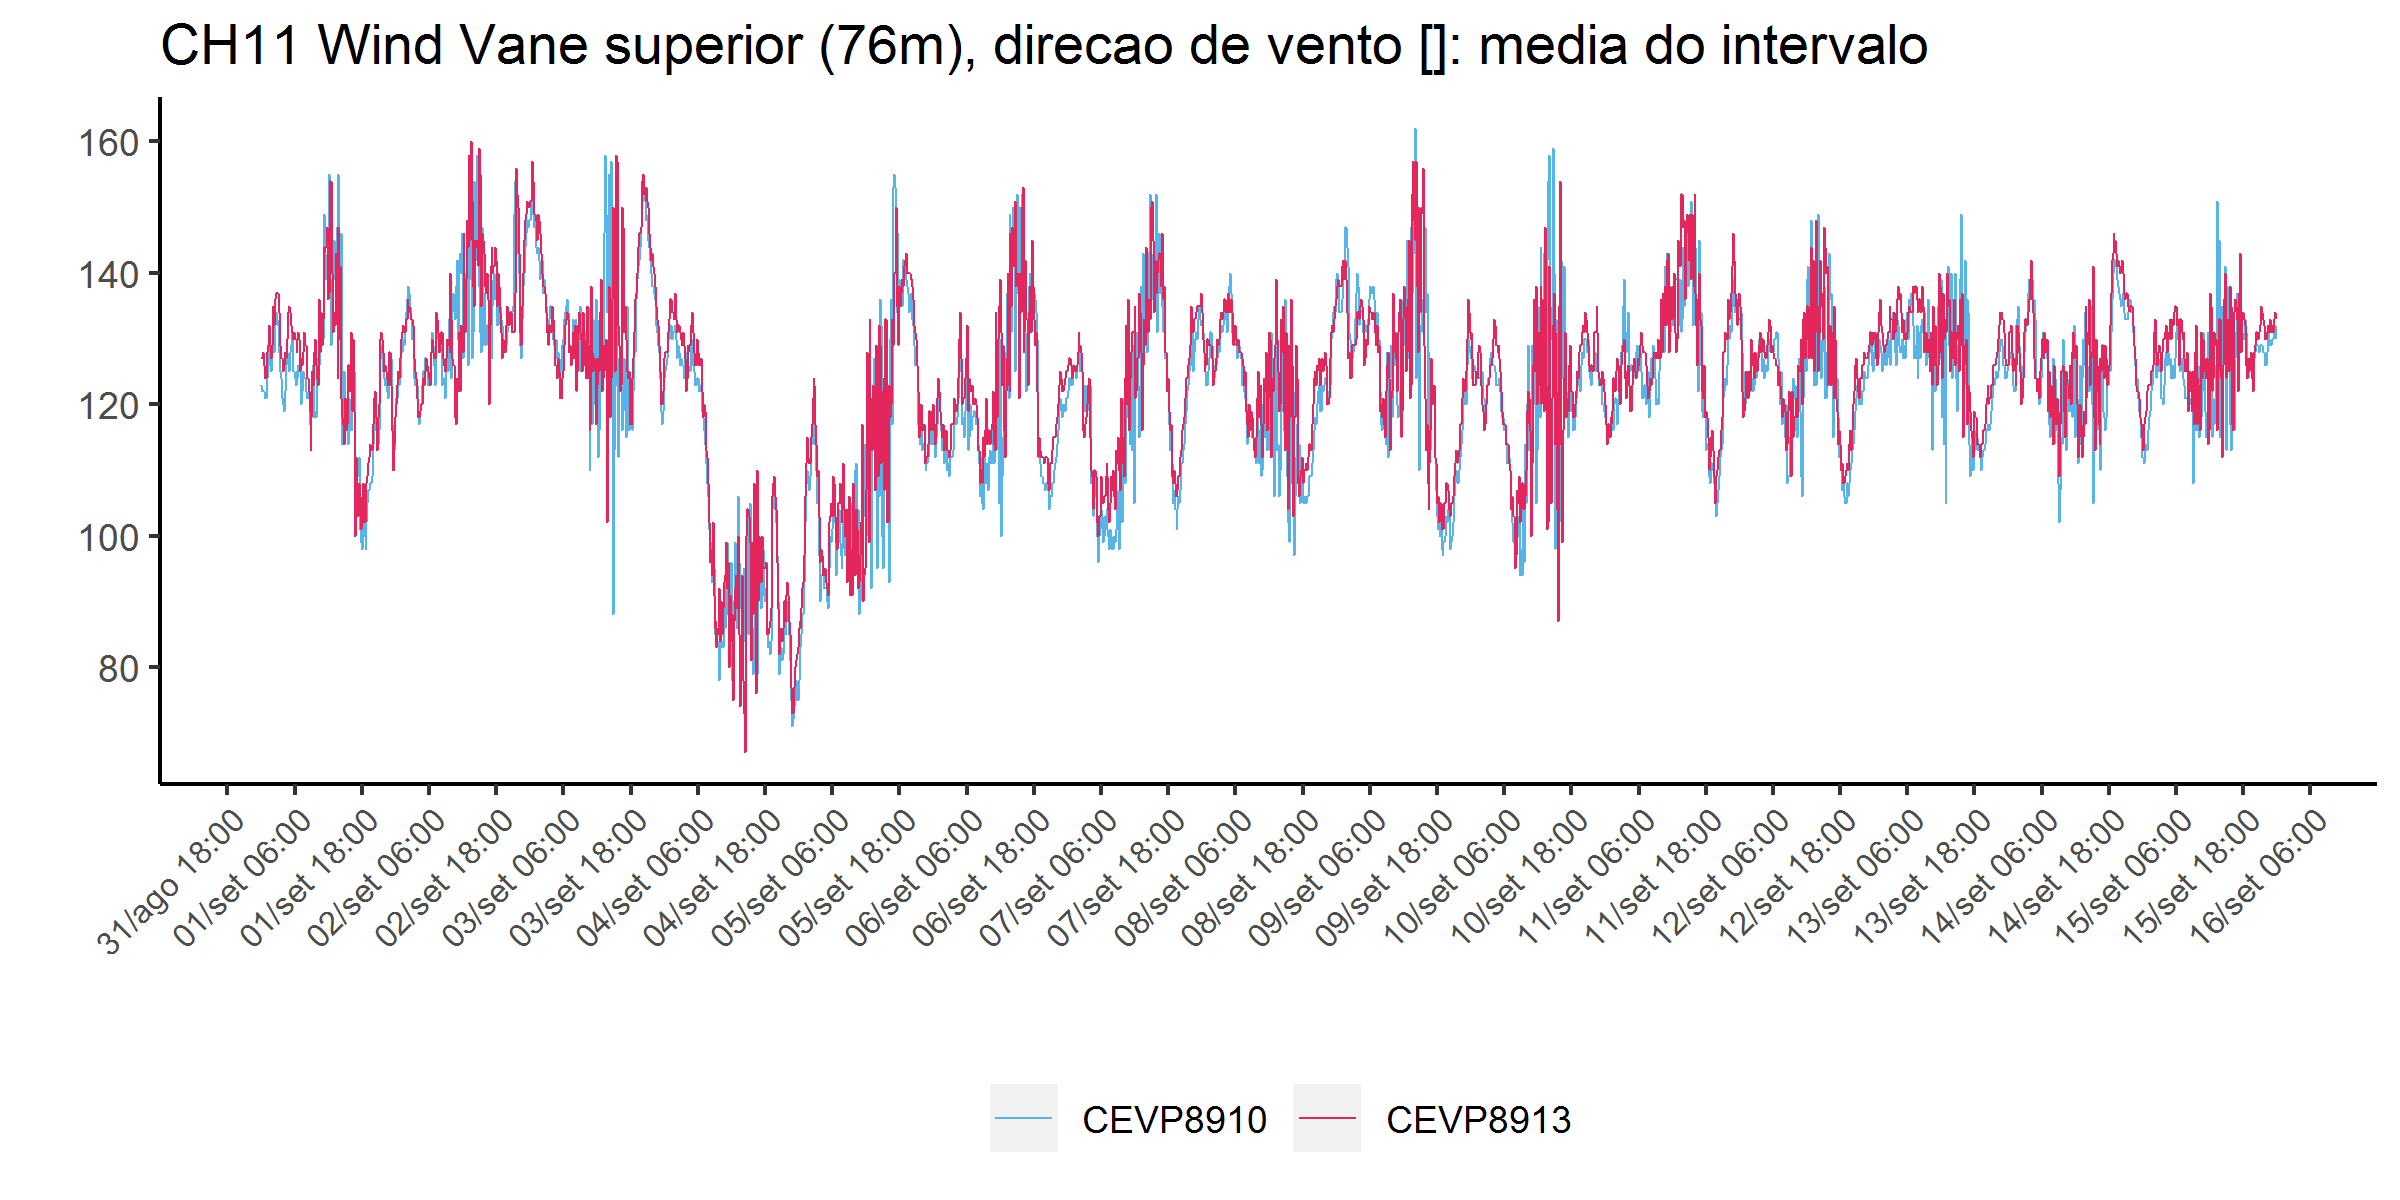 CH11 Wind Vane superior (76m), direcao de vento []: media do intervalo
160
140
120
100
80
31/ago 18:00
01/set 06:00
01/set 18:00
02/set 06:00
02/set 18:00
03/set 06:00
03/set 18:00
04/set 06:00
04/set 18:00
05/set 06:00
05/set 18:00
06/set 06:00
06/set 18:00
07/set 06:00
07/set 18:00
08/set 06:00
08/set 18:00
09/set 06:00
09/set 18:00
10/set 06:00
10/set 18:00
11/set 06:00
11/set 18:00
12/set 06:00
12/set 18:00
13/set 06:00
13/set 18:00
14/set 06:00
14/set 18:00
15/set 06:00
15/set 18:00
16/set 06:00
CEVP8910 CEVP8913